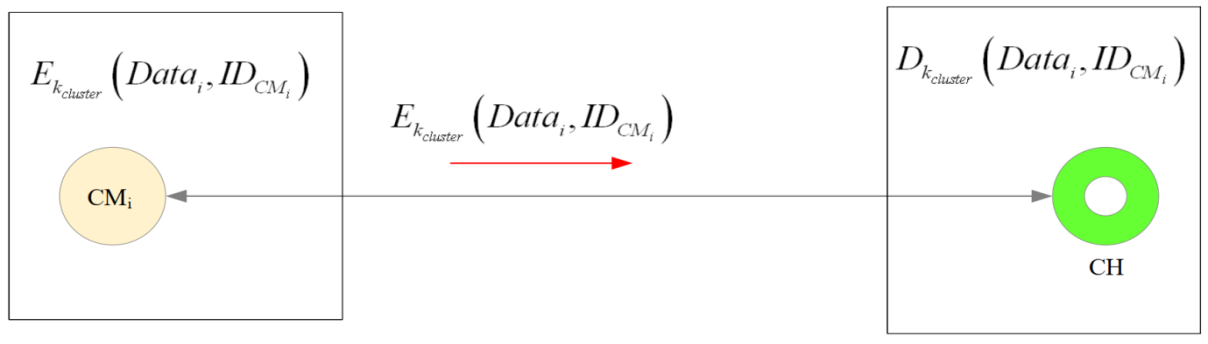 E_{k_{cluster}} (Data_i, ID_{CM_i})
E_{k_{cluster}} (Data_i, ID_{CM_i})
D_{k_{cluster}} (Data_i, ID_{CM_i})
CM_i
CH